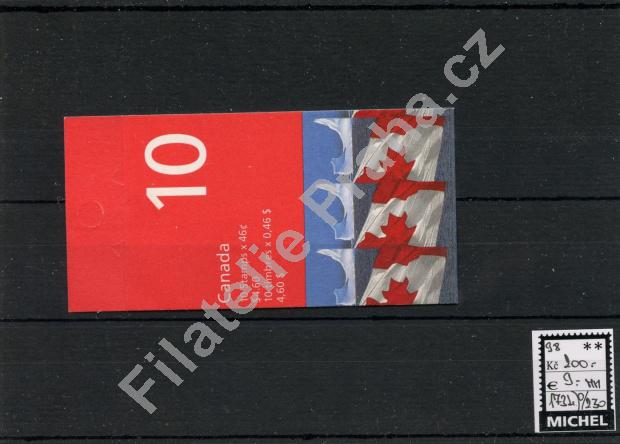 10
Canada
10 Stamps x 46¢
$4.60
10 timbres x 0,46 $
4,60 $
Filatelie Praha.cz
98 **
Kč 200.-
€ 9.-
MICHEL